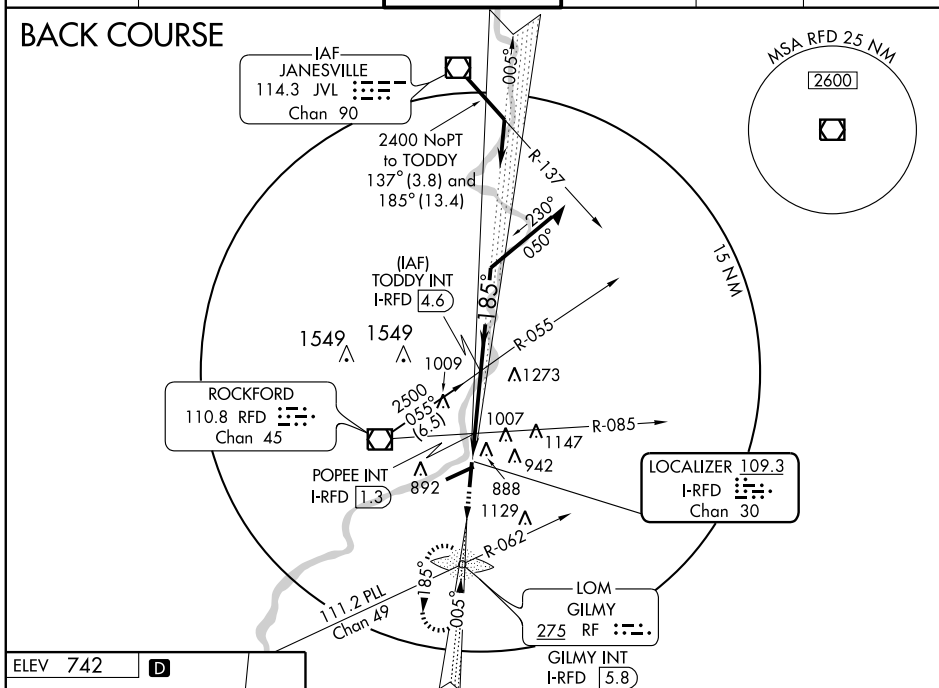 BACK COURSE
IAF
JANESVILLE
114.3 JVL
Chan 90
005°
MSA RFD 25 NM
2600
2400 NoPT
to TODDY
137° (3.8) and
185° (13.4)
R-137
230°
050°
15 NM
(IAF)
TODDY INT
I-RFD 4.6
185°
R-055
1549
1549
1009
1273
ROCKFORD
110.8 RFD
Chan 45
2500
055°
(6.5)
1007
1147
R-085
942
888
892
POPEE INT
I-RFD 1.3
LOCALIZER 109.3
I-RFD
Chan 30
1129
R-062
185°
005°
111.2 PLL
Chan 49
LOM
GILMY
275 RF
GILMY INT
I-RFD 5.8
ELEV 742 D